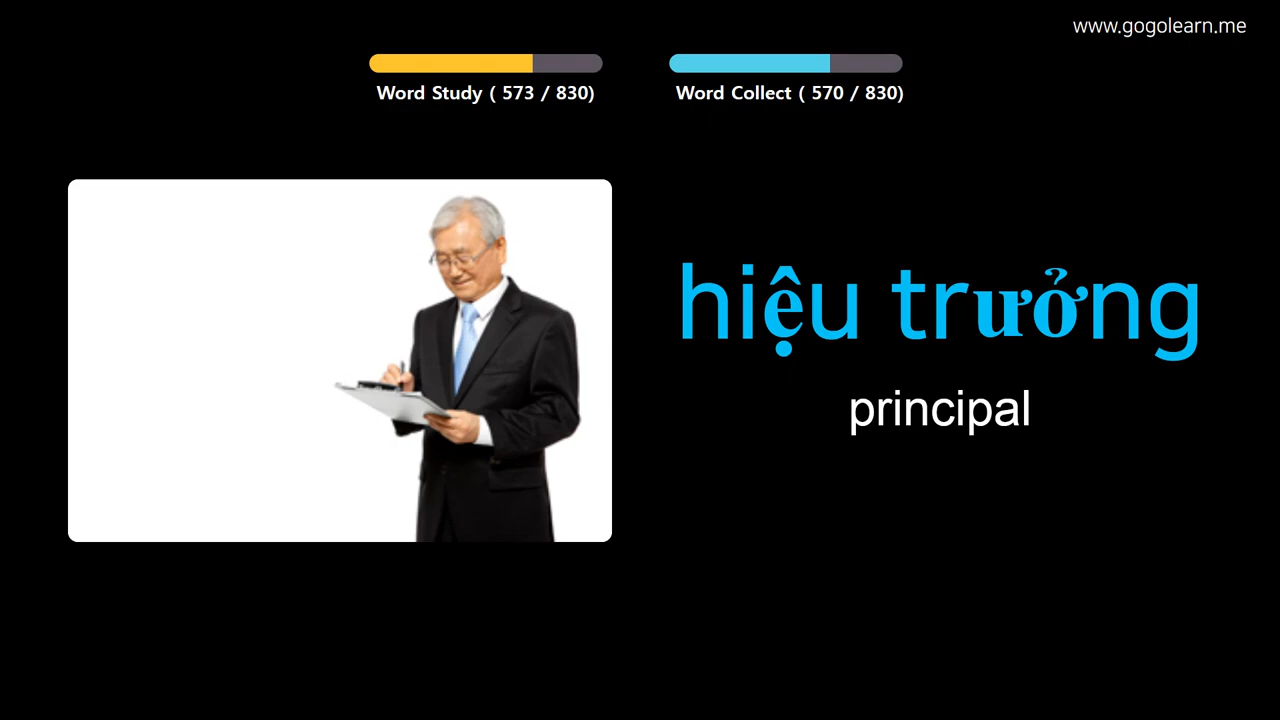 www.gogolearn.me
Word Study ( 573 / 830)
Word Collect ( 570 / 830)
hiệu trưởng
principal